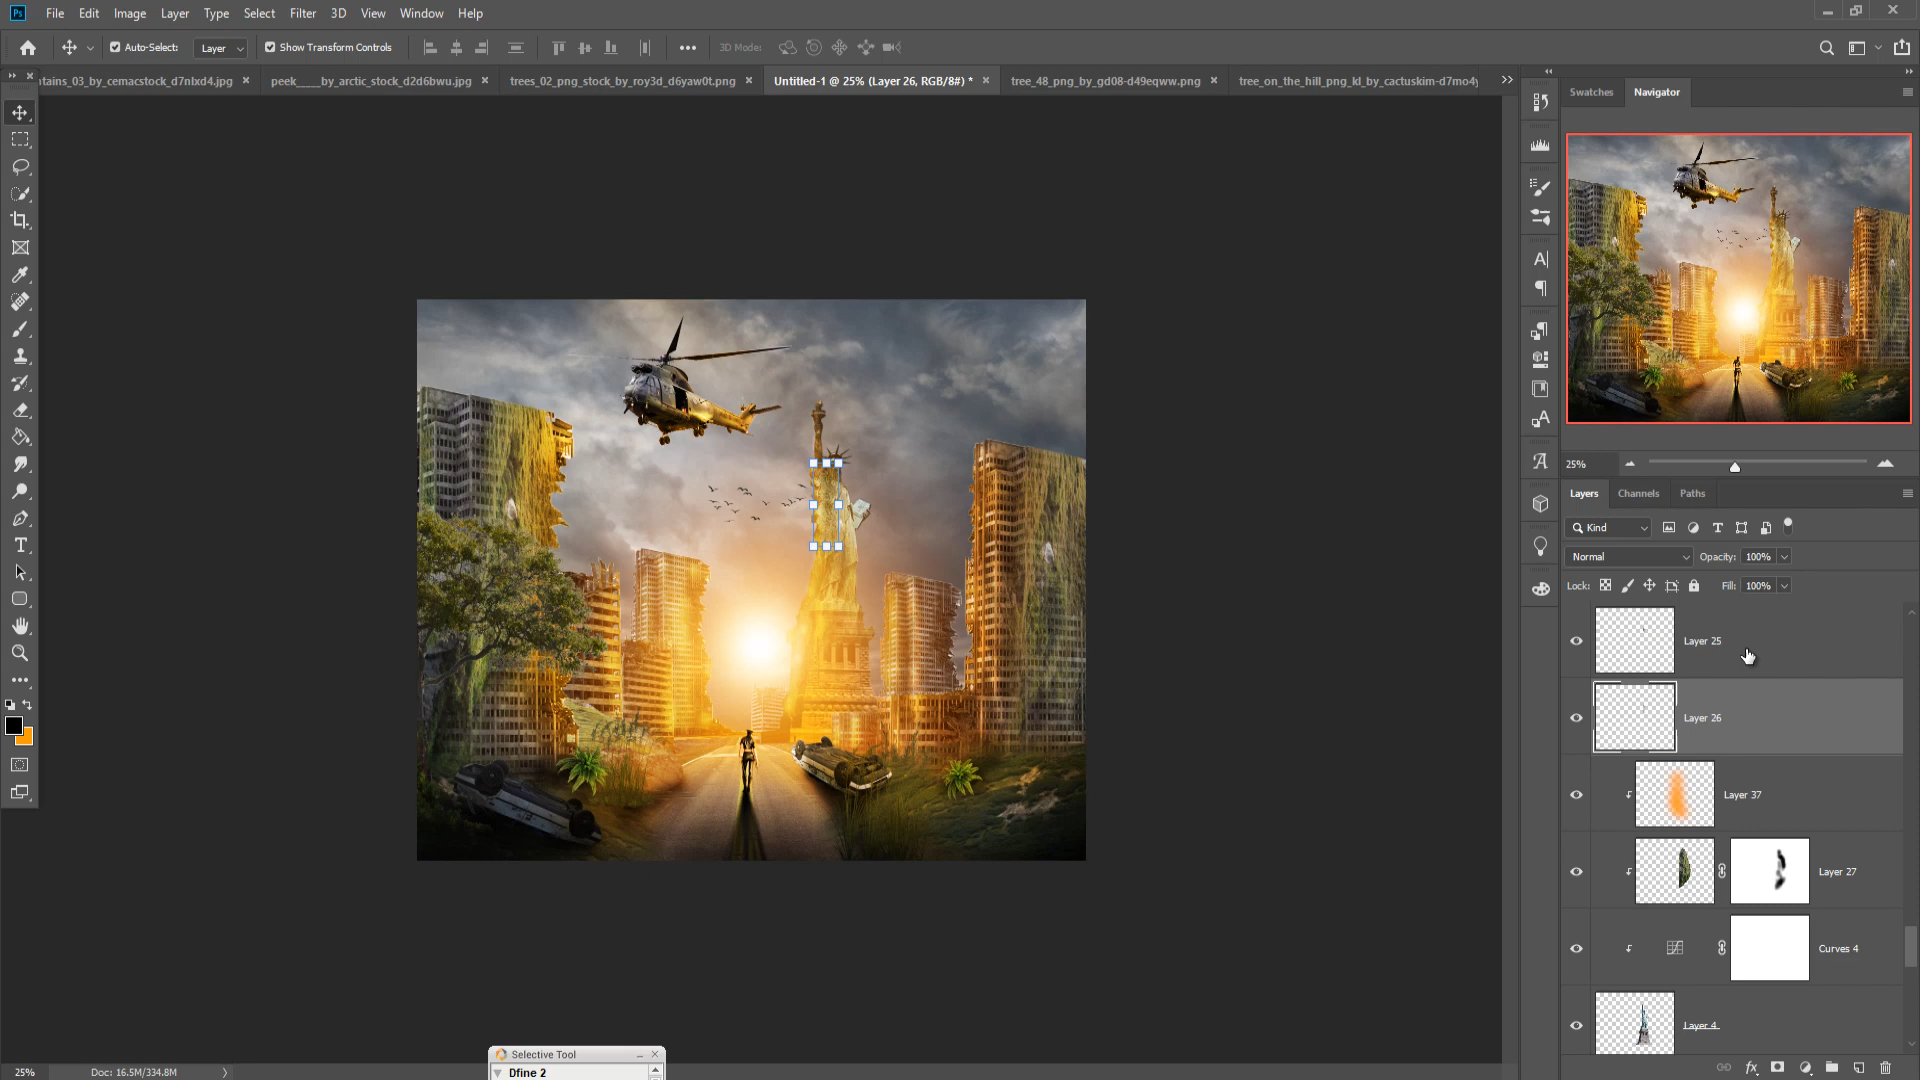 Ps File Edit Image Layer Type Select Filter 3D View Window Help
Auto-Select: Layer Show Transform Controls 3D Mode:
tains_03_by_cemacstock_d7nlxd4.jpg × peek_____by_arctic_stock_d2d6bwu.jpg × trees_02_png_stock_by_roy3d_d6yaw0t.png × Untitled-1 @ 25% (Layer 26, RGB/8#) * × tree_48_png_by_gd08-d49eqww.png × tree_on_the_hill_png_kl_by_cactuskim-d7mo4y
Swatches Navigator
25%
Layers Channels Paths
Kind
Normal Opacity: 100%
Lock: Fill: 100%
Layer 25
Layer 26
Layer 37
Layer 27
Curves 4
Layer 4
Selective Tool
Dfine 2
25% Doc: 16.5M/334.8M